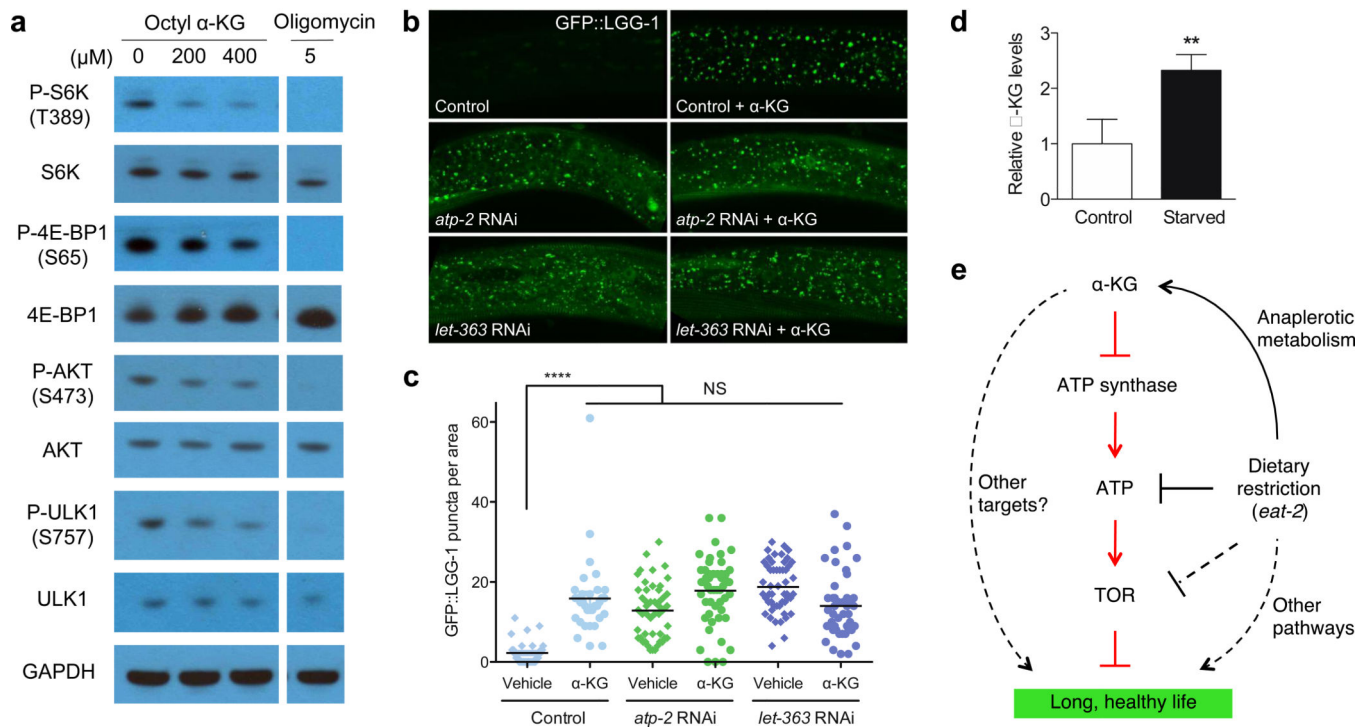 a
Octyl α-KG
Oligomycin
(µM)
0
200
400
5
P-S6K
(T389)
S6K
P-4E-BP1
(S65)
4E-BP1
P-AKT
(S473)
AKT
P-ULK1
(S757)
ULK1
GAPDH
b
GFP::LGG-1
Control
Control + α-KG
atp-2 RNAi
atp-2 RNAi + α-KG
let-363 RNAi
let-363 RNAi + α-KG
c
****
NS
GFP::LGG-1 puncta per area
60
40
20
0
Vehicle
α-KG
Vehicle
α-KG
Vehicle
α-KG
Control
atp-2 RNAi
let-363 RNAi
d
Relative □-KG levels
3
2
1
0
**
Control
Starved
e
α-KG
Anaplerotic
metabolism
ATP synthase
Other
targets?
ATP
Dietary
restriction
(eat-2)
TOR
Other
pathways
Long, healthy life